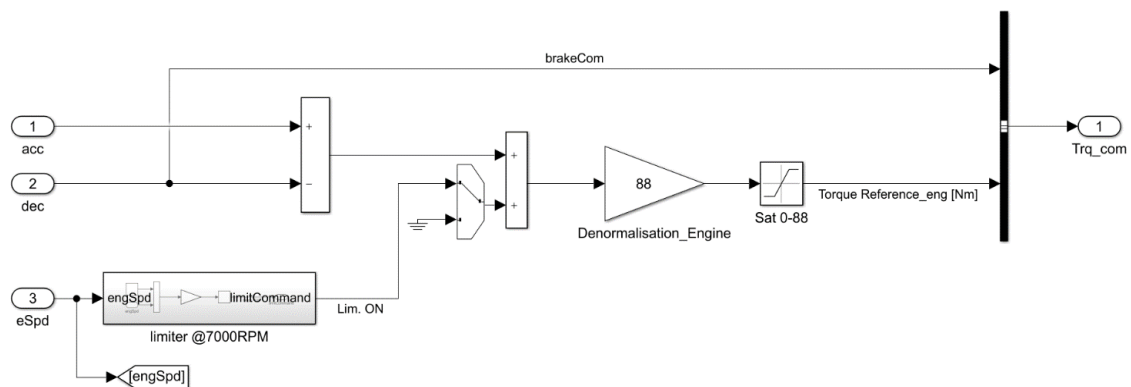 brakeCom
1
acc
+
1
Trq_com
+
2
dec
−
88
+
Torque Reference_eng [Nm]
Sat 0-88
Denormalisation_Engine
3
eSpd
engSpd
limitCommand
Lim. ON
limiter @7000RPM
[engSpd]